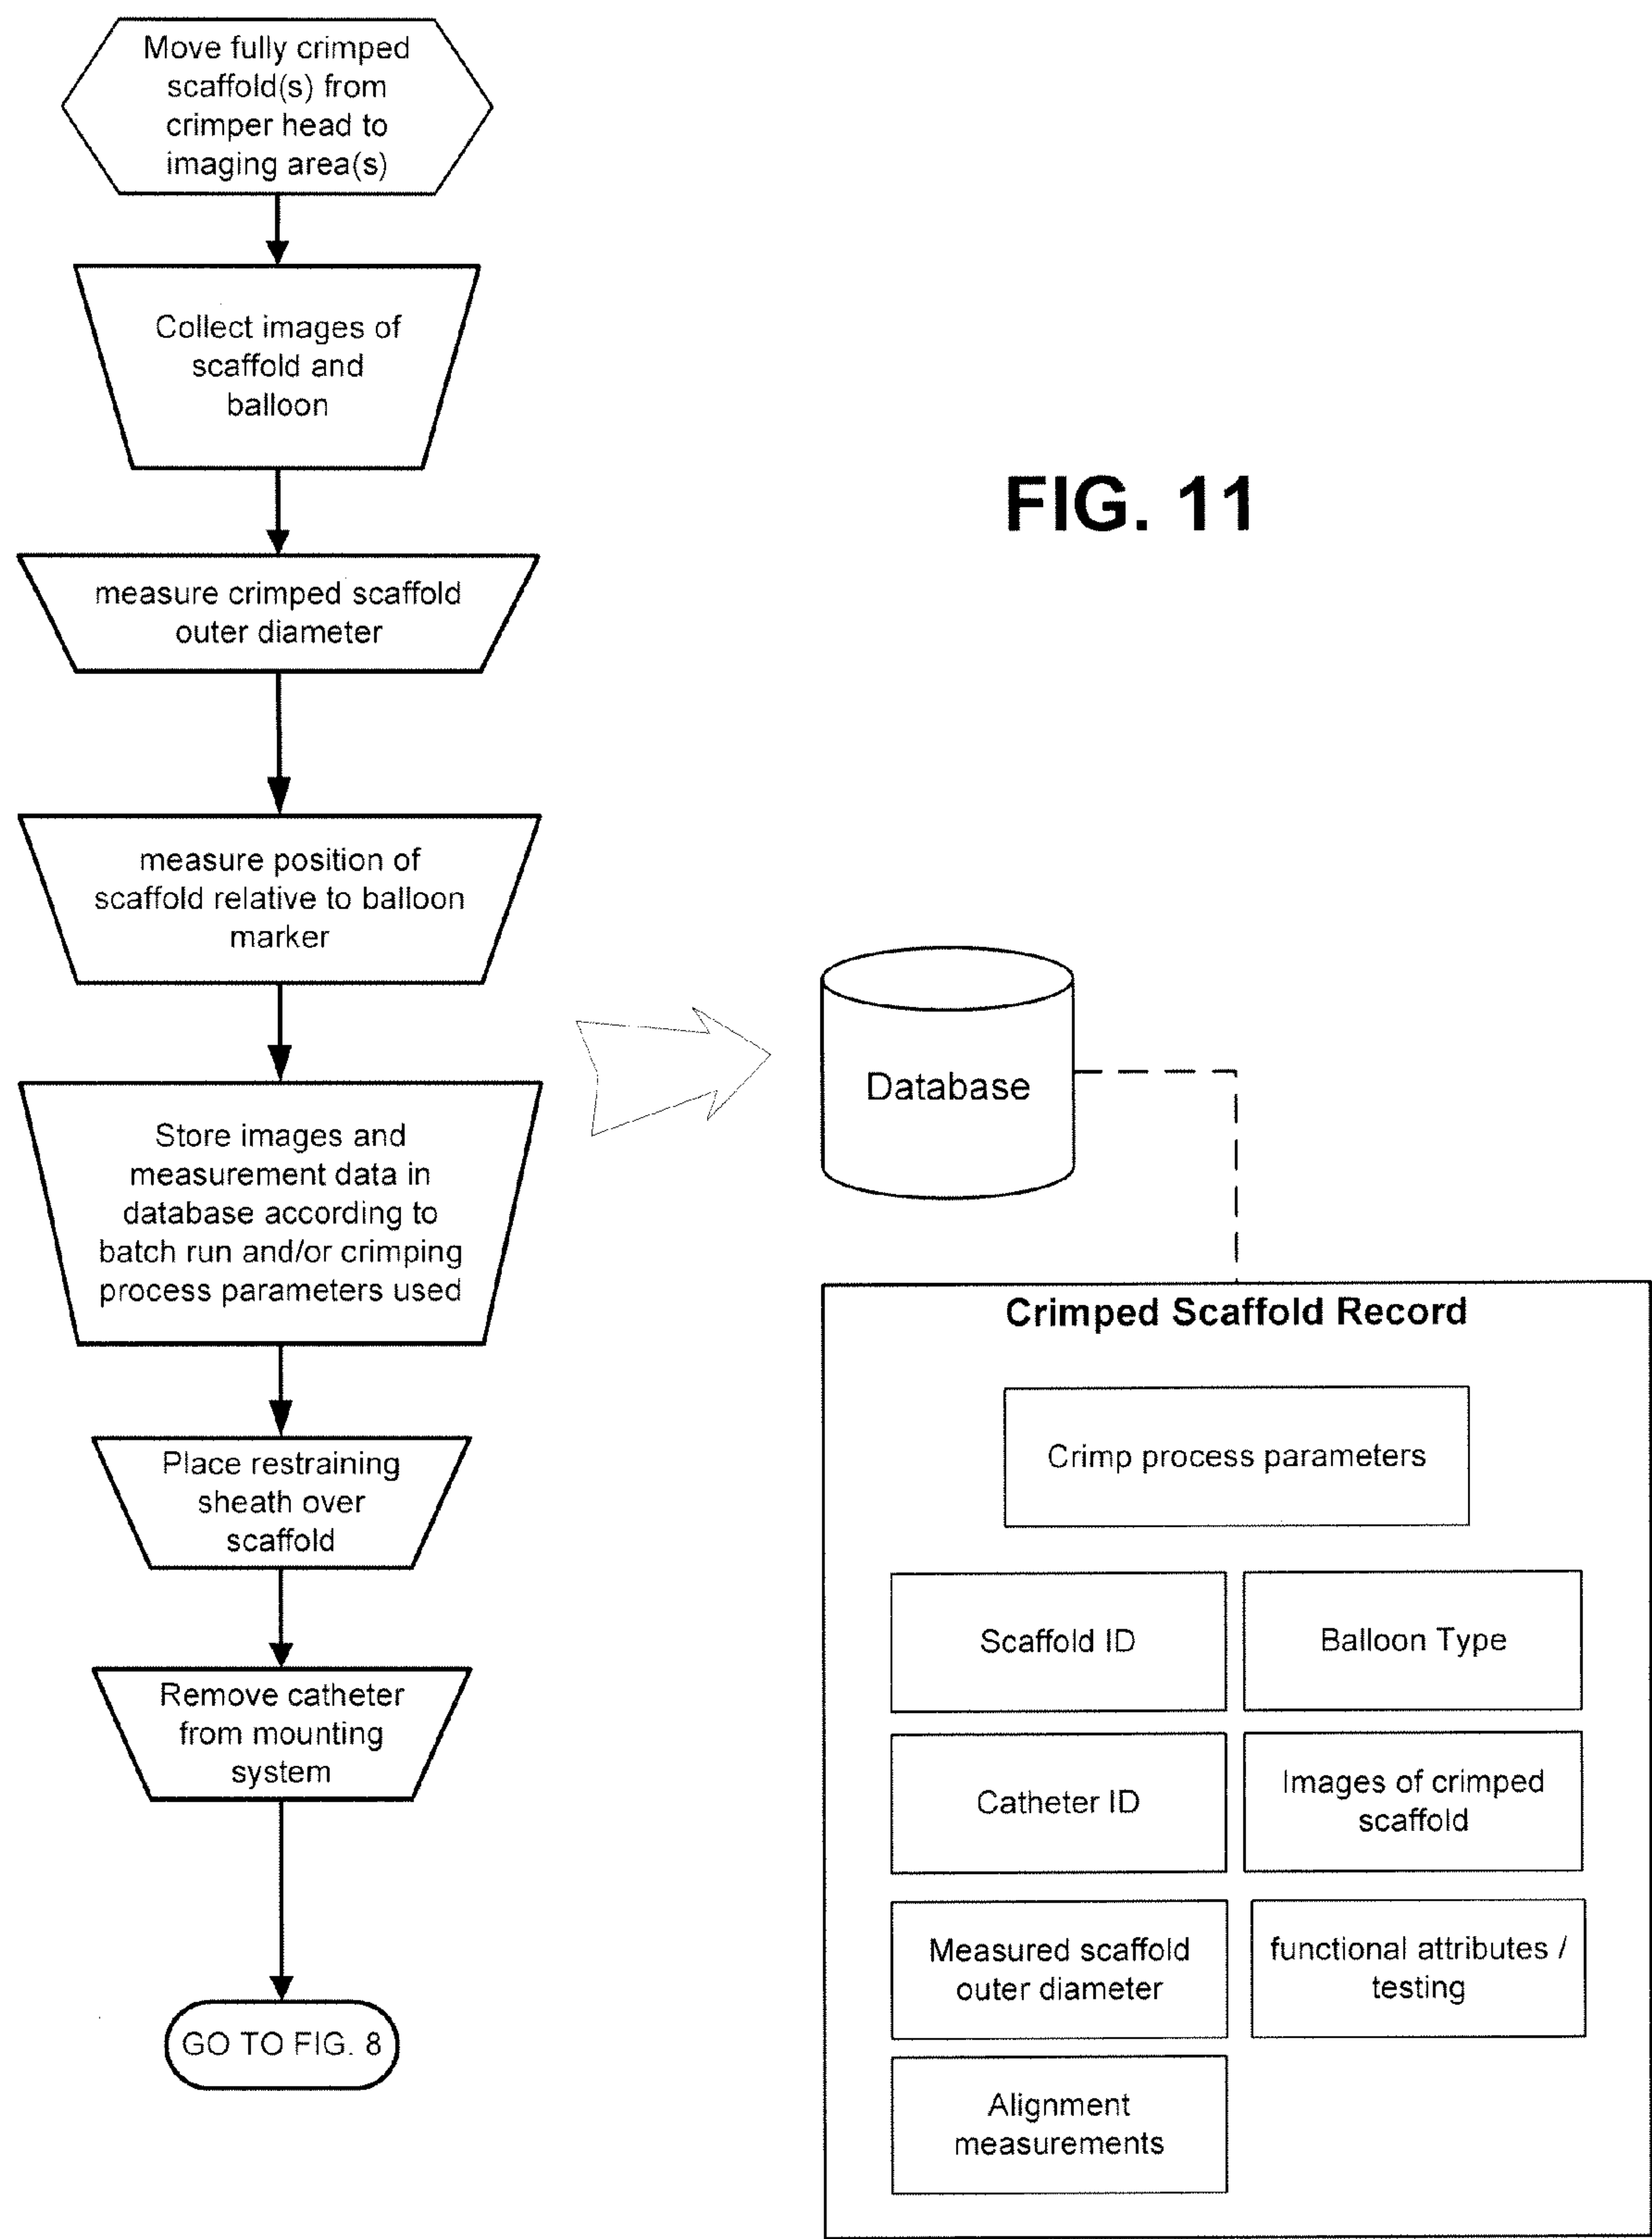 Move fully crimped
scaffold(s) from
crimper head to
imaging area(s)
Collect images of
scaffold and
balloon
FIG. 11
measure crimped scaffold
outer diameter
measure position of
scaffold relative to balloon
marker
Store images and
measurement data in
database according to
batch run and/or crimping
process parameters used
Place restraining
sheath over
scaffold
Remove catheter
from mounting
system
GO TO FIG. 8
Database
Crimped Scaffold Record
Crimp process parameters
Scaffold ID
Balloon Type
Catheter ID
Images of crimped
scaffold
Measured scaffold
outer diameter
functional attributes /
testing
Alignment
measurements